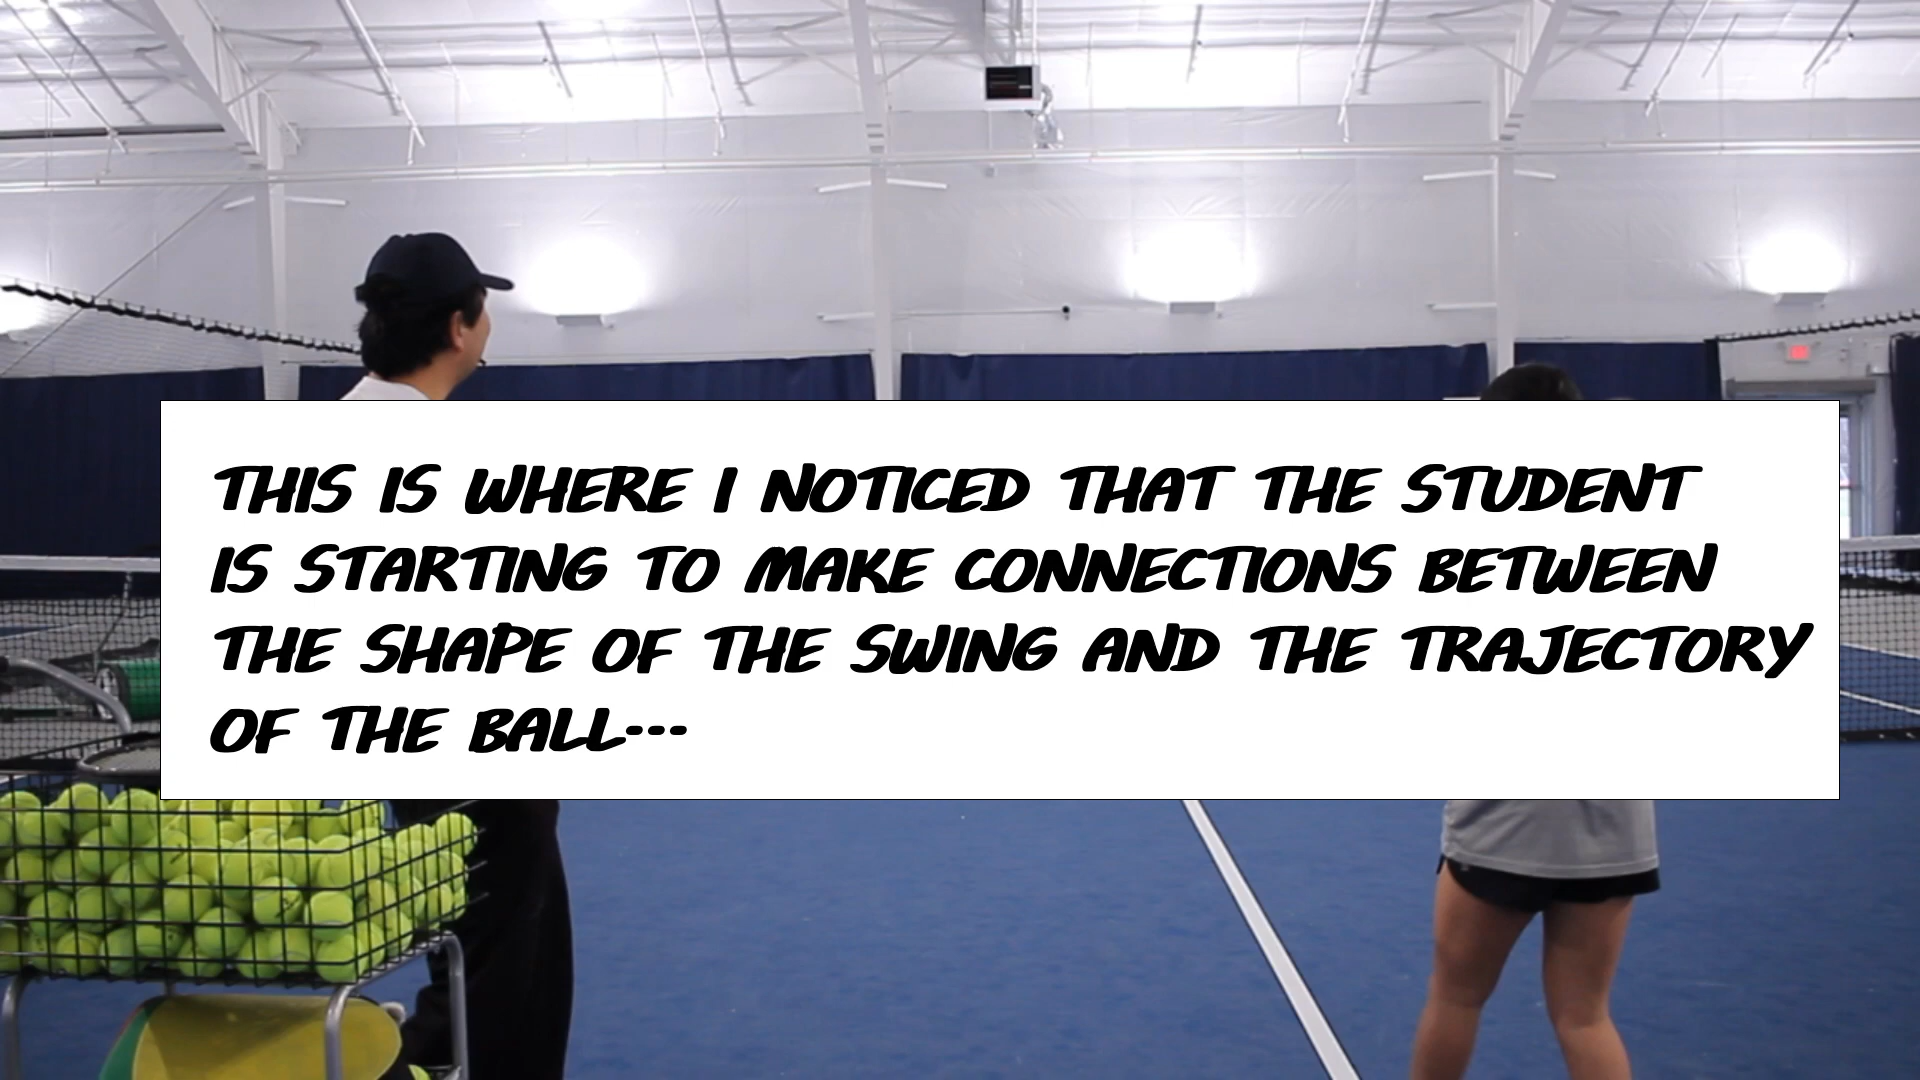 THIS IS WHERE I NOTICED THAT THE STUDENT
IS STARTING TO MAKE CONNECTIONS BETWEEN
THE SHAPE OF THE SWING AND THE TRAJECTORY
OF THE BALL...